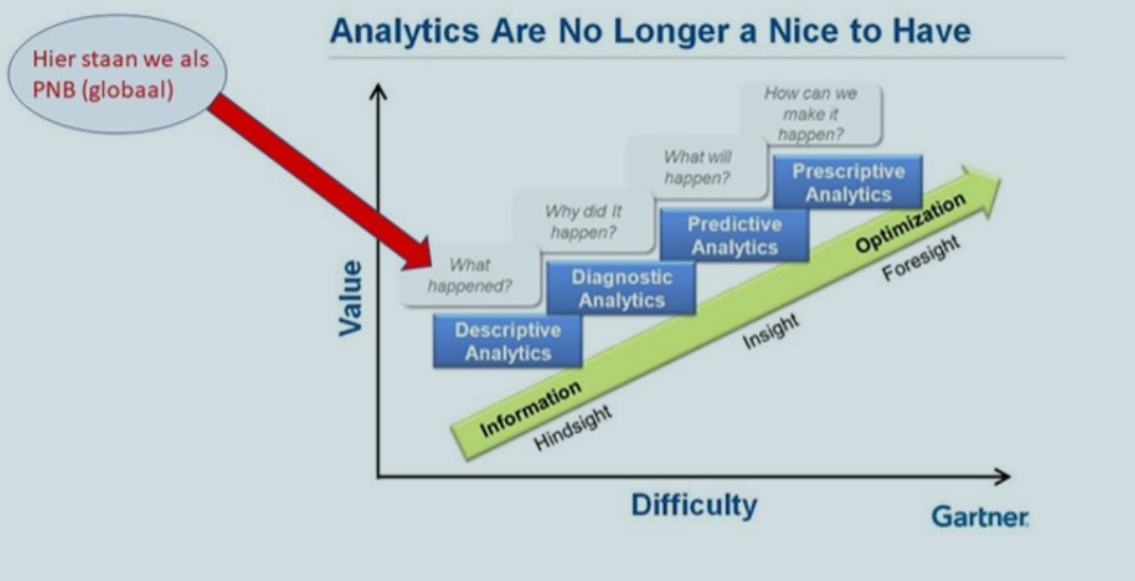 Analytics Are No Longer a Nice to Have
Hier staan we als
PNB (globaal)
How can we
make it
happen?
What will
happen?
Prescriptive
Analytics
Why did It
happen?
Predictive
Analytics
What
happened?
Diagnostic
Analytics
Descriptive
Analytics
Optimization
Foresight
Insight
Information
Hindsight
Value
Difficulty
Gartner.